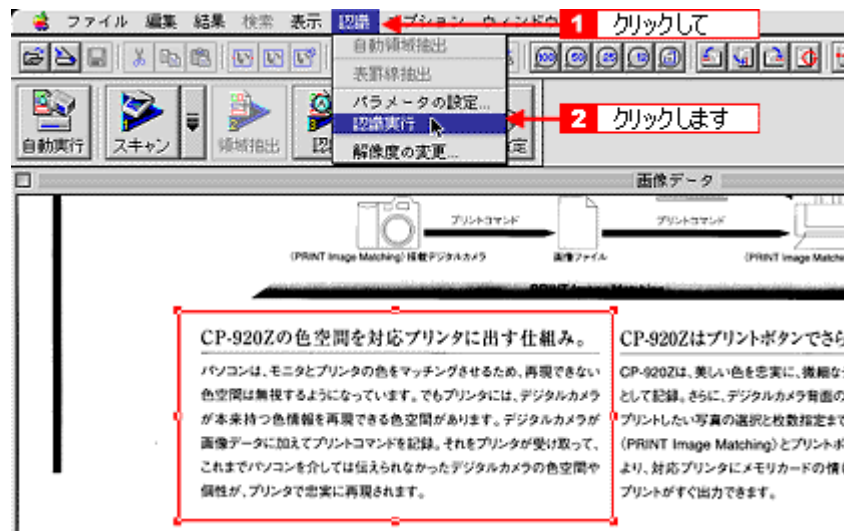 ファイル 編集 結果 検索 表示 認識 オプション ウィンドウ
1 クリックして
自動領域抽出
表罫線抽出
パラメータの設定...
認識実行
2 クリックします
解像度の変更...
自動実行
スキャン
領域抽出
認
定
画像データ
プリントコマンド
プリントコマンド
(PRINT Image Matching)搭載デジタルカメラ
画像ファイル
(PRINT Image Matching
CP-920Zの色空間を対応プリンタに出す仕組み。
パソコンは、モニタとプリンタの色をマッチングさせるため、再現できない
色空間は無視するようになっています。でもプリンタには、デジタルカメラ
が本来持つ色情報を再現できる色空間があります。デジタルカメラが
画像データに加えてプリントコマンドを記録。それをプリンタが受け取って、
これまでパソコンを介しては伝えられなかったデジタルカメラの色空間や
個性が、プリンタで忠実に再現されます。
CP-920Zはプリントボタンでさら
CP-920Zは、美しい色を忠実に、微細な
として記録。さらに、デジタルカメラ背面の
プリントしたい写真の選択と枚数指定まで
(PRINT Image Matching)とプリントボ
より、対応プリンタにメモリカードの情
プリントがすぐ出力できます。